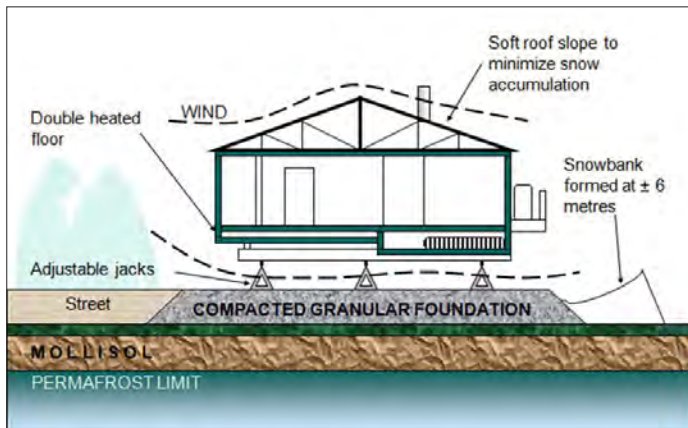 Soft roof slope to
minimize snow
accumulation
WIND
Double heated
floor
Snowbank
formed at ± 6
metres
Adjustable jacks
Street
COMPACTED GRANULAR FOUNDATION
MOLLISOL
PERMAFROST LIMIT